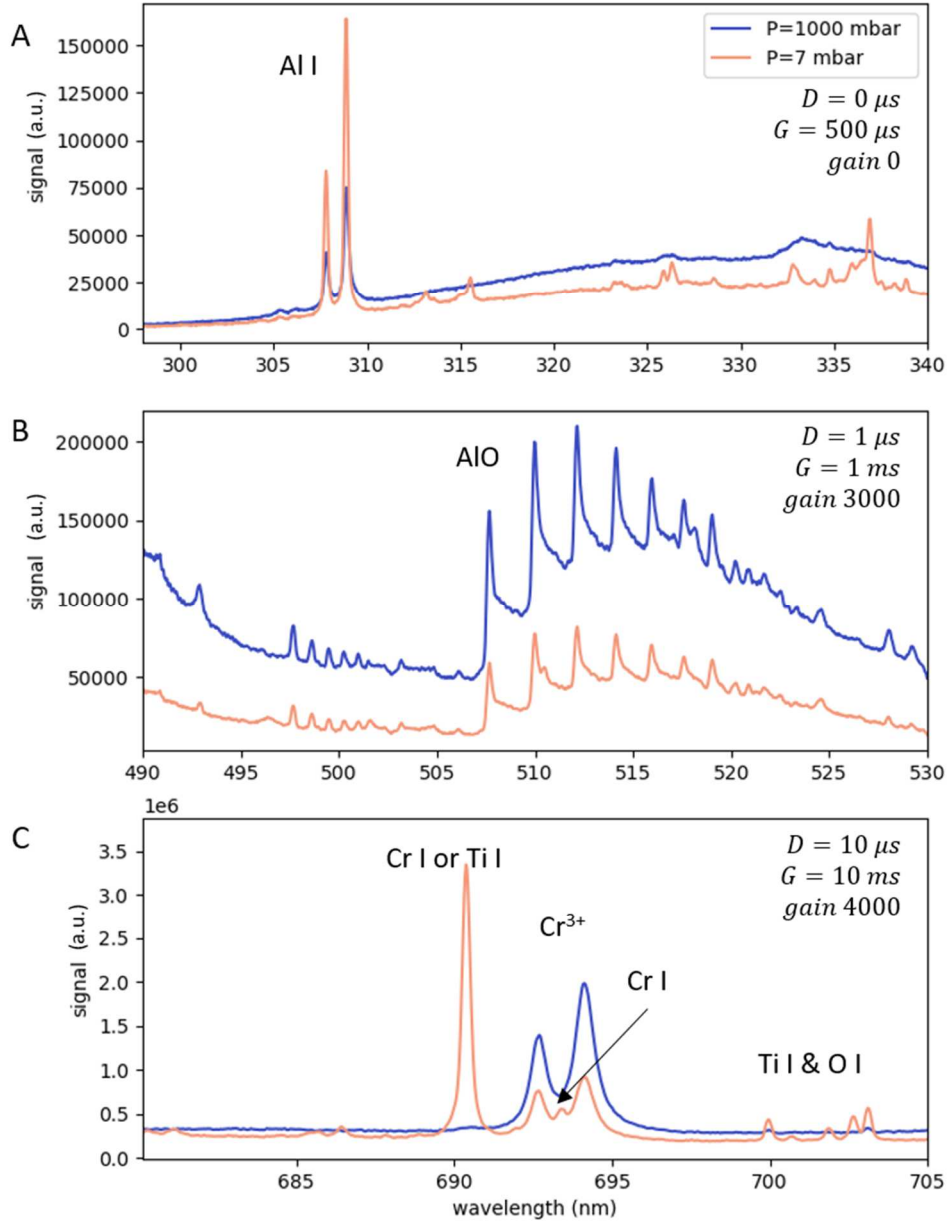 A
signal (a.u.)
150000
125000
100000
75000
50000
25000
0
Al I
P=1000 mbar
P=7 mbar
D = 0 μs
G = 500 μs
gain 0
300 305 310 315 320 325 330 335 340
B
signal (a.u.)
200000
150000
100000
50000
AlO
D = 1 μs
G = 1 ms
gain 3000
490 495 500 505 510 515 520 525 530
C
1e6
signal (a.u.)
3.5
3.0
2.5
2.0
1.5
1.0
0.5
0.0
Cr I or Ti I
Cr³⁺
Cr I
Ti I & O I
D = 10 μs
G = 10 ms
gain 4000
685 690 695 700 705
wavelength (nm)